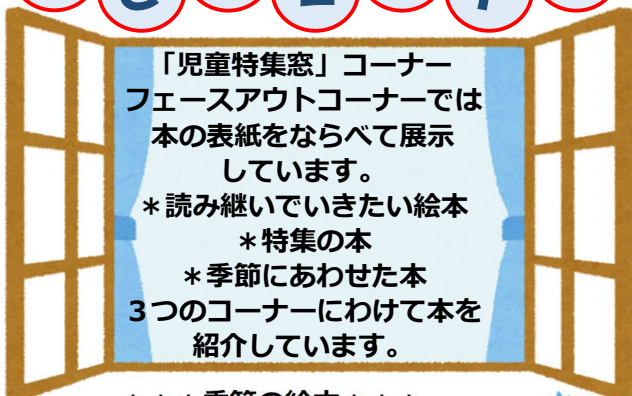 「児童特集窓」コーナー
フェースアウトコーナーでは
本の表紙をならべて展示
しています。
＊読み継いでいきたい絵本
＊特集の本
＊季節にあわせた本
３つのコーナーにわけて本を
紹介しています。
季節の絵本